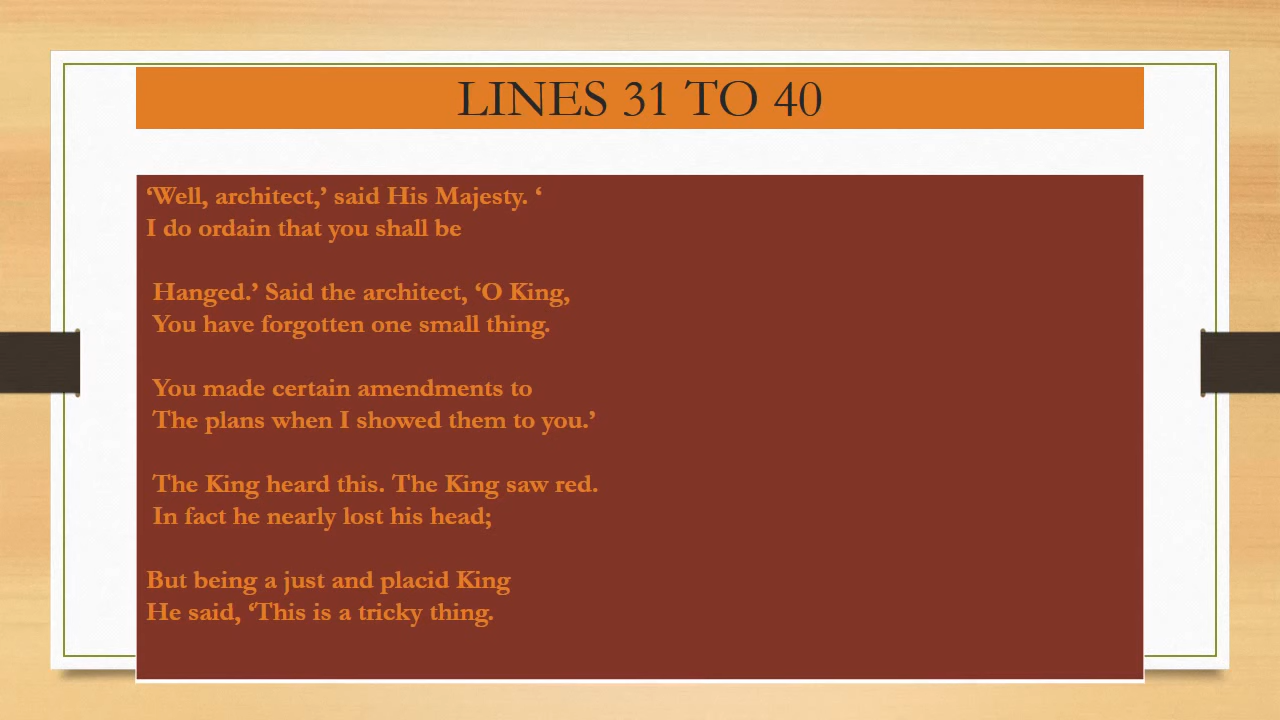 LINES 31 TO 40
‘Well, architect,’ said His Majesty. ‘
I do ordain that you shall be
Hanged.’ Said the architect, ‘O King,
You have forgotten one small thing.
You made certain amendments to
The plans when I showed them to you.’
The King heard this. The King saw red.
In fact he nearly lost his head;
But being a just and placid King
He said, ‘This is a tricky thing.